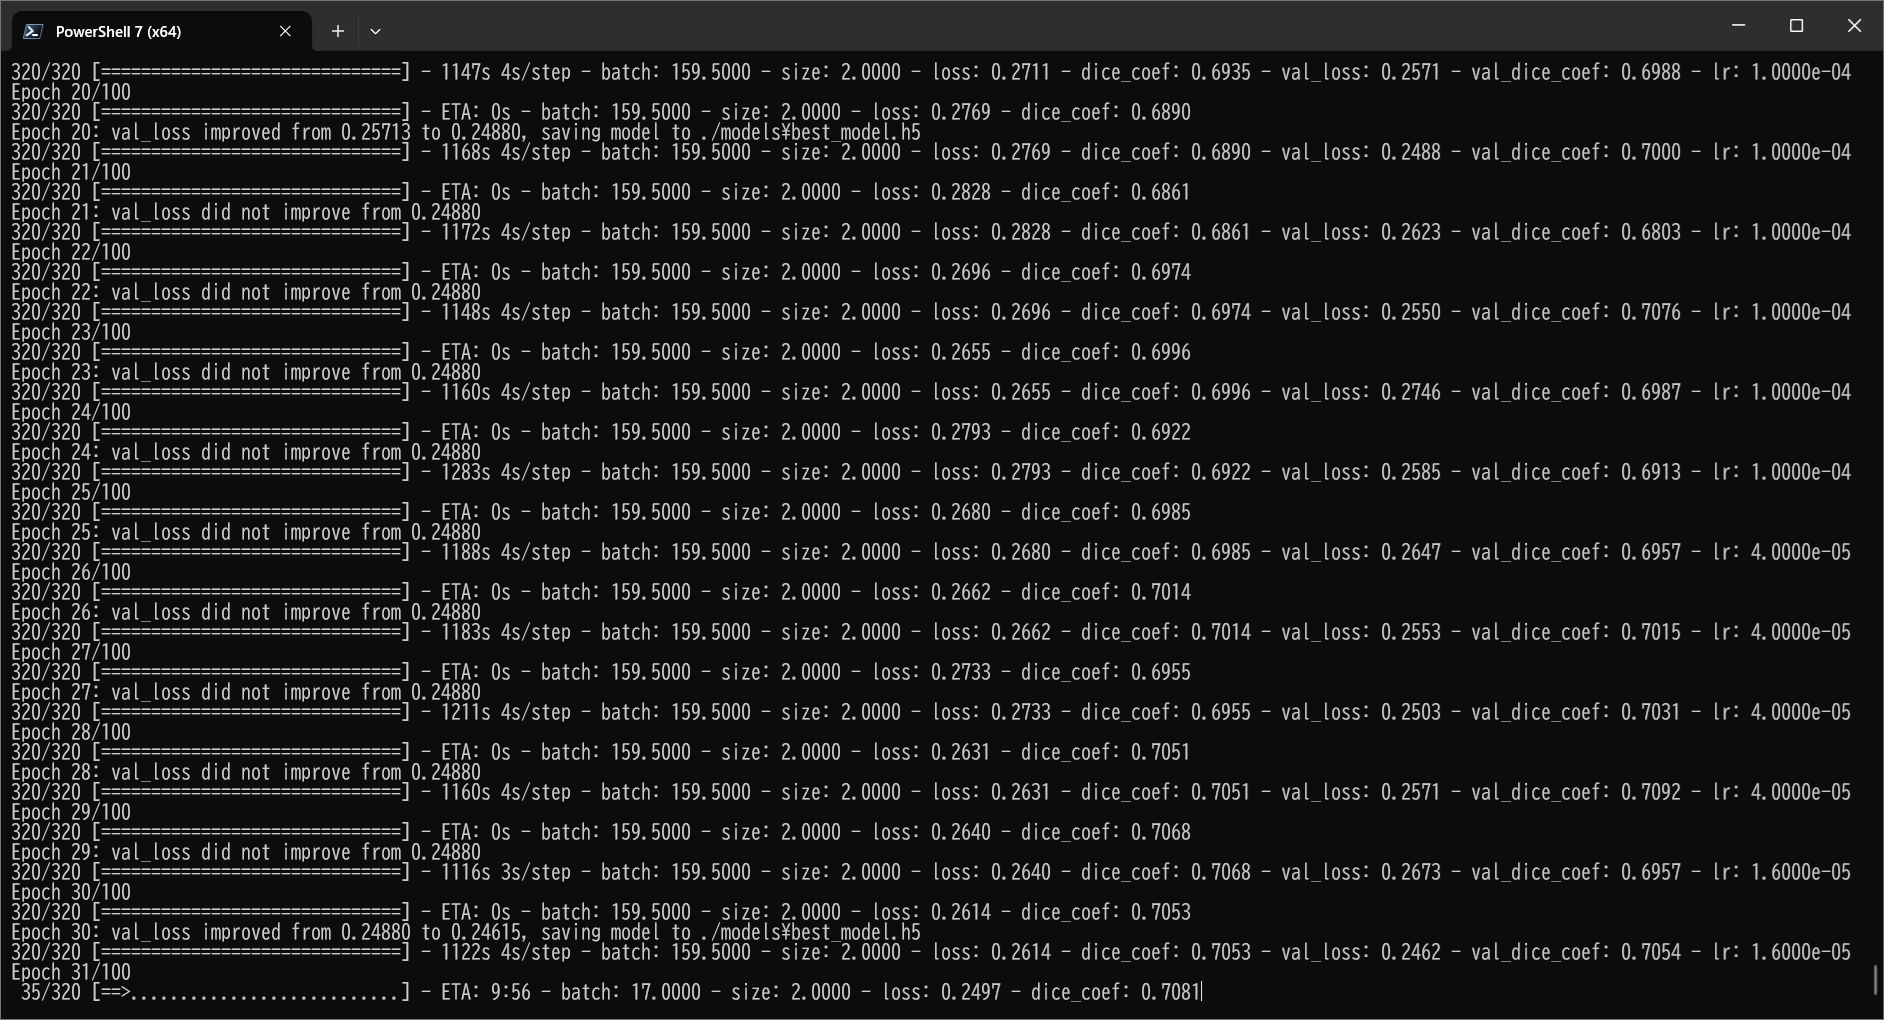 PowerShell 7 (x64)
320/320 [==============================] - 1147s 4s/step - batch: 159.5000 - size: 2.0000 - loss: 0.2711 - dice_coef: 0.6935 - val_loss: 0.2571 - val_dice_coef: 0.6988 - lr: 1.0000e-04
Epoch 20/100
320/320 [==============================] - ETA: 0s - batch: 159.5000 - size: 2.0000 - loss: 0.2769 - dice_coef: 0.6890
Epoch 20: val_loss improved from 0.25713 to 0.24880, saving model to ./models¥best_model.h5
320/320 [==============================] - 1168s 4s/step - batch: 159.5000 - size: 2.0000 - loss: 0.2769 - dice_coef: 0.6890 - val_loss: 0.2488 - val_dice_coef: 0.7000 - lr: 1.0000e-04
Epoch 21/100
320/320 [==============================] - ETA: 0s - batch: 159.5000 - size: 2.0000 - loss: 0.2828 - dice_coef: 0.6861
Epoch 21: val_loss did not improve from 0.24880
320/320 [==============================] - 1172s 4s/step - batch: 159.5000 - size: 2.0000 - loss: 0.2828 - dice_coef: 0.6861 - val_loss: 0.2623 - val_dice_coef: 0.6803 - lr: 1.0000e-04
Epoch 22/100
320/320 [==============================] - ETA: 0s - batch: 159.5000 - size: 2.0000 - loss: 0.2696 - dice_coef: 0.6974
Epoch 22: val_loss did not improve from 0.24880
320/320 [==============================] - 1148s 4s/step - batch: 159.5000 - size: 2.0000 - loss: 0.2696 - dice_coef: 0.6974 - val_loss: 0.2550 - val_dice_coef: 0.7076 - lr: 1.0000e-04
Epoch 23/100
320/320 [==============================] - ETA: 0s - batch: 159.5000 - size: 2.0000 - loss: 0.2655 - dice_coef: 0.6996
Epoch 23: val_loss did not improve from 0.24880
320/320 [==============================] - 1160s 4s/step - batch: 159.5000 - size: 2.0000 - loss: 0.2655 - dice_coef: 0.6996 - val_loss: 0.2746 - val_dice_coef: 0.6987 - lr: 1.0000e-04
Epoch 24/100
320/320 [==============================] - ETA: 0s - batch: 159.5000 - size: 2.0000 - loss: 0.2793 - dice_coef: 0.6922
Epoch 24: val_loss did not improve from 0.24880
320/320 [==============================] - 1283s 4s/step - batch: 159.5000 - size: 2.0000 - loss: 0.2793 - dice_coef: 0.6922 - val_loss: 0.2585 - val_dice_coef: 0.6913 - lr: 1.0000e-04
Epoch 25/100
320/320 [==============================] - ETA: 0s - batch: 159.5000 - size: 2.0000 - loss: 0.2680 - dice_coef: 0.6985
Epoch 25: val_loss did not improve from 0.24880
320/320 [==============================] - 1188s 4s/step - batch: 159.5000 - size: 2.0000 - loss: 0.2680 - dice_coef: 0.6985 - val_loss: 0.2647 - val_dice_coef: 0.6957 - lr: 4.0000e-05
Epoch 26/100
320/320 [==============================] - ETA: 0s - batch: 159.5000 - size: 2.0000 - loss: 0.2662 - dice_coef: 0.7014
Epoch 26: val_loss did not improve from 0.24880
320/320 [==============================] - 1183s 4s/step - batch: 159.5000 - size: 2.0000 - loss: 0.2662 - dice_coef: 0.7014 - val_loss: 0.2553 - val_dice_coef: 0.7015 - lr: 4.0000e-05
Epoch 27/100
320/320 [==============================] - ETA: 0s - batch: 159.5000 - size: 2.0000 - loss: 0.2733 - dice_coef: 0.6955
Epoch 27: val_loss did not improve from 0.24880
320/320 [==============================] - 1211s 4s/step - batch: 159.5000 - size: 2.0000 - loss: 0.2733 - dice_coef: 0.6955 - val_loss: 0.2503 - val_dice_coef: 0.7031 - lr: 4.0000e-05
Epoch 28/100
320/320 [==============================] - ETA: 0s - batch: 159.5000 - size: 2.0000 - loss: 0.2631 - dice_coef: 0.7051
Epoch 28: val_loss did not improve from 0.24880
320/320 [==============================] - 1160s 4s/step - batch: 159.5000 - size: 2.0000 - loss: 0.2631 - dice_coef: 0.7051 - val_loss: 0.2571 - val_dice_coef: 0.7092 - lr: 4.0000e-05
Epoch 29/100
320/320 [==============================] - ETA: 0s - batch: 159.5000 - size: 2.0000 - loss: 0.2640 - dice_coef: 0.7068
Epoch 29: val_loss did not improve from 0.24880
320/320 [==============================] - 1116s 3s/step - batch: 159.5000 - size: 2.0000 - loss: 0.2640 - dice_coef: 0.7068 - val_loss: 0.2673 - val_dice_coef: 0.6957 - lr: 1.6000e-05
Epoch 30/100
320/320 [==============================] - ETA: 0s - batch: 159.5000 - size: 2.0000 - loss: 0.2614 - dice_coef: 0.7053
Epoch 30: val_loss improved from 0.24880 to 0.24615, saving model to ./models¥best_model.h5
320/320 [==============================] - 1122s 4s/step - batch: 159.5000 - size: 2.0000 - loss: 0.2614 - dice_coef: 0.7053 - val_loss: 0.2462 - val_dice_coef: 0.7054 - lr: 1.6000e-05
Epoch 31/100
35/320 [==>...........................] - ETA: 9:56 - batch: 17.0000 - size: 2.0000 - loss: 0.2497 - dice_coef: 0.7081